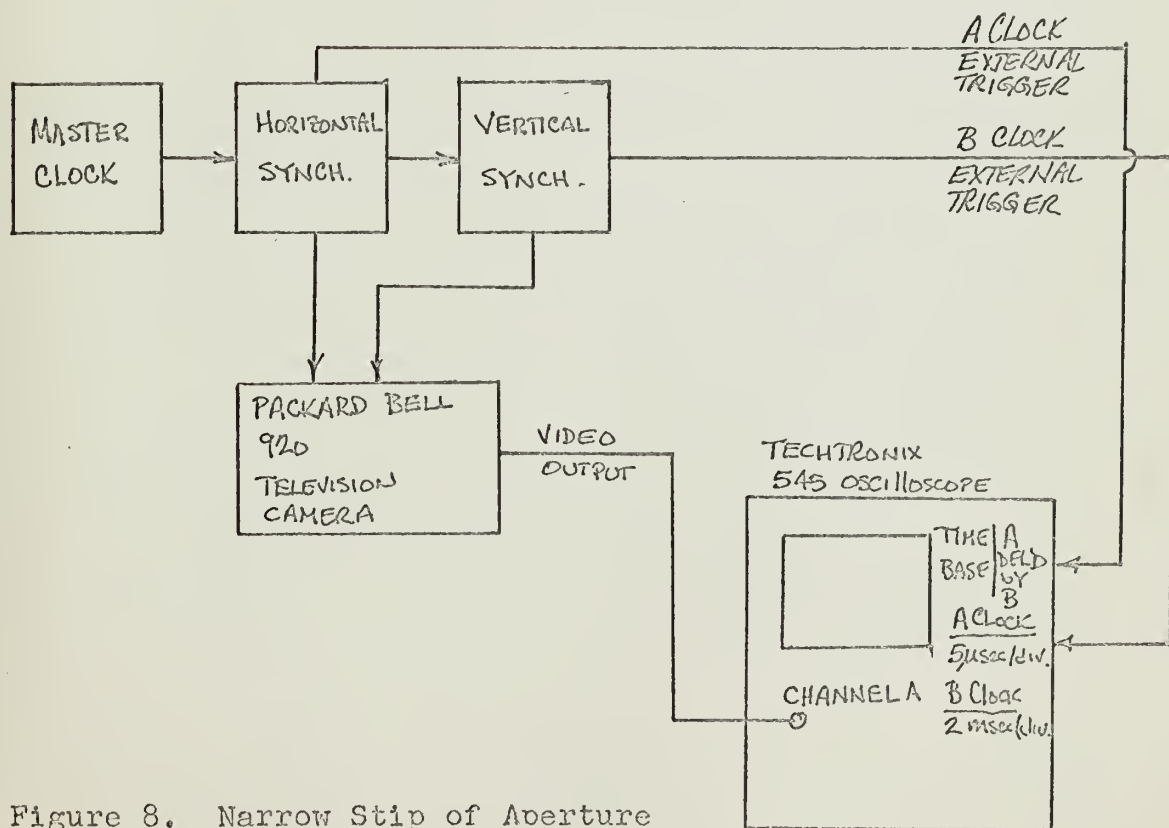 A CLOCK
EXTERNAL
TRIGGER
MASTER
CLOCK
HORIZONTAL
SYNCH.
VERTICAL
SYNCH.
B CLOCK
EXTERNAL
TRIGGER
PACKARD BELL
920
TELEVISION
CAMERA
VIDEO
OUTPUT
TECHTRONIX
545 OSCILLOSCOPE
TIME
BASE
A
DEL'D
BY
B
A CLOCK
5µsec/div.
CHANNEL A
B Clock
2 msec/div.
Figure 8. Narrow Stip of Aperture